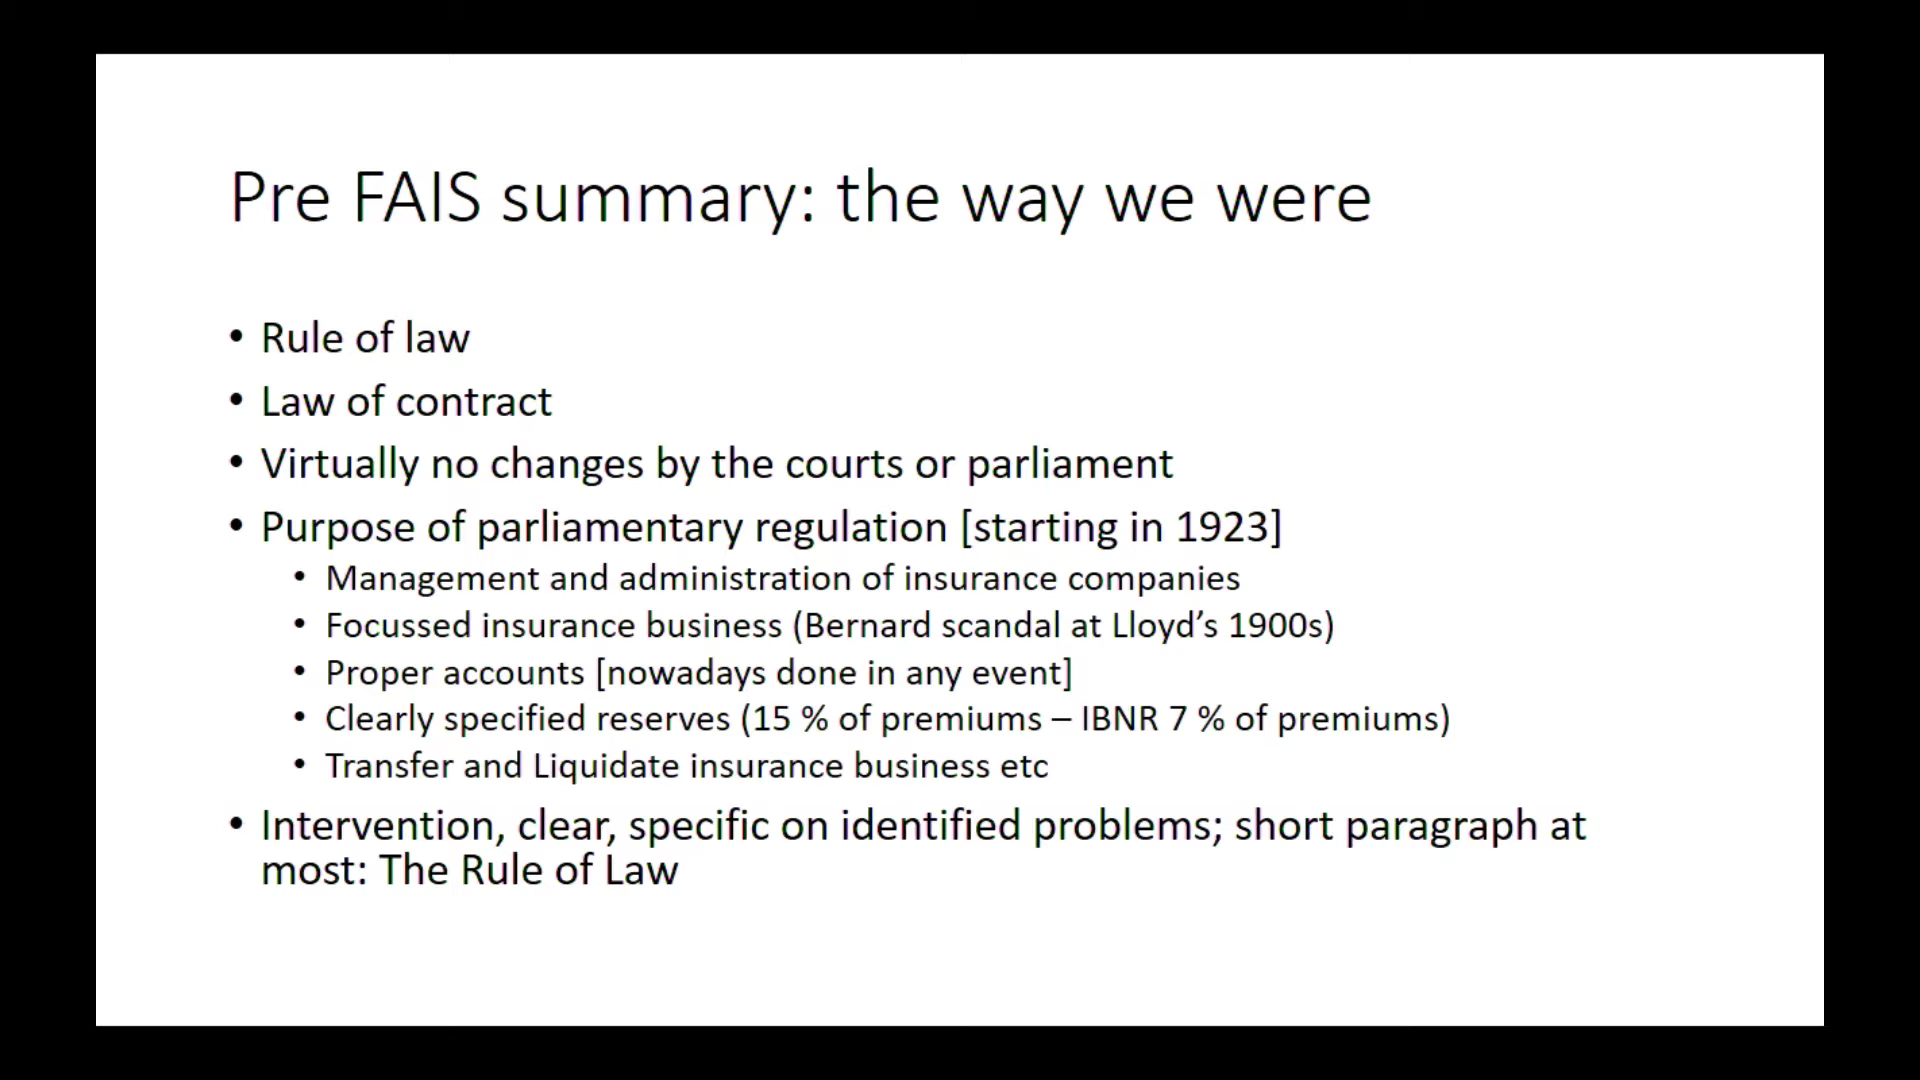 Pre FAIS summary: the way we were
• Rule of law
• Law of contract
• Virtually no changes by the courts or parliament
• Purpose of parliamentary regulation [starting in 1923]
• Management and administration of insurance companies
• Focussed insurance business (Bernard scandal at Lloyd’s 1900s)
• Proper accounts [nowadays done in any event]
• Clearly specified reserves (15 % of premiums – IBNR 7 % of premiums)
• Transfer and Liquidate insurance business etc
• Intervention, clear, specific on identified problems; short paragraph at
most: The Rule of Law